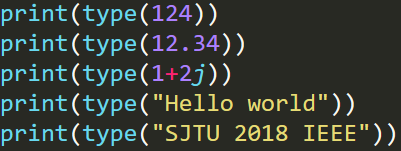 print(type(124))
print(type(12.34))
print(type(1+2j))
print(type("Hello world"))
print(type("SJTU 2018 IEEE"))